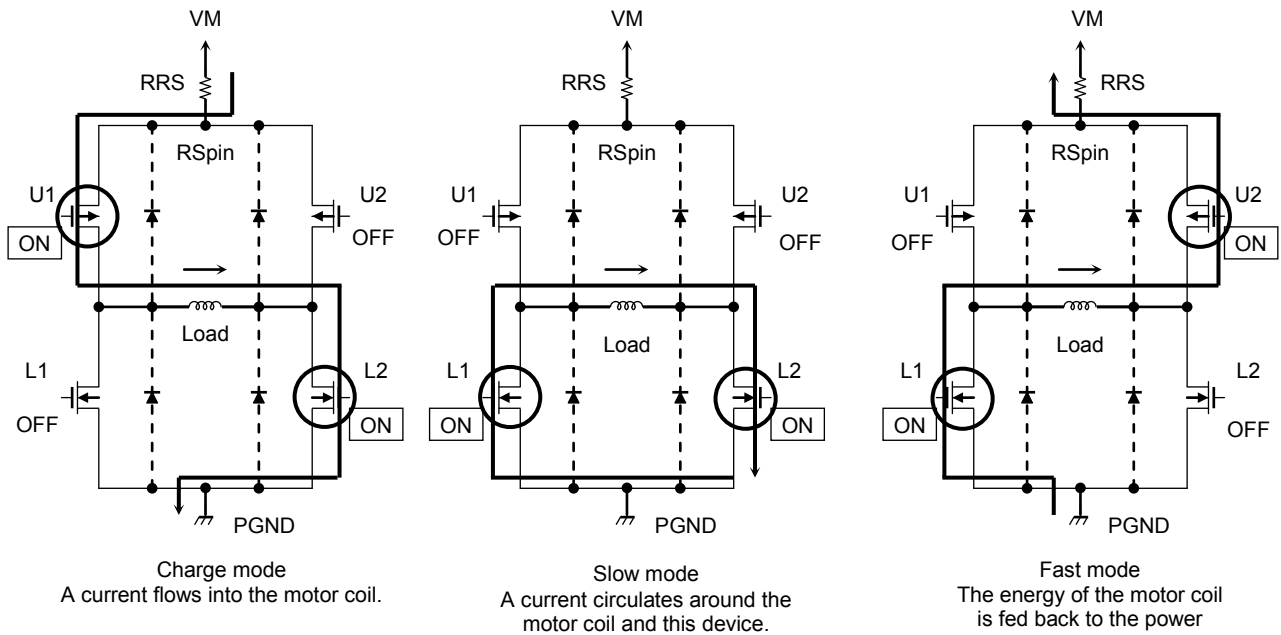 VM
RRS
RSpin
U1
U2
ON
OFF
Load
L1
L2
OFF
ON
PGND
Charge mode
A current flows into the motor coil.
VM
RRS
RSpin
U1
U2
OFF
OFF
Load
L1
L2
ON
ON
PGND
Slow mode
A current circulates around the
motor coil and this device.
VM
RRS
RSpin
U1
U2
OFF
ON
Load
L1
L2
ON
OFF
PGND
Fast mode
The energy of the motor coil
is fed back to the power